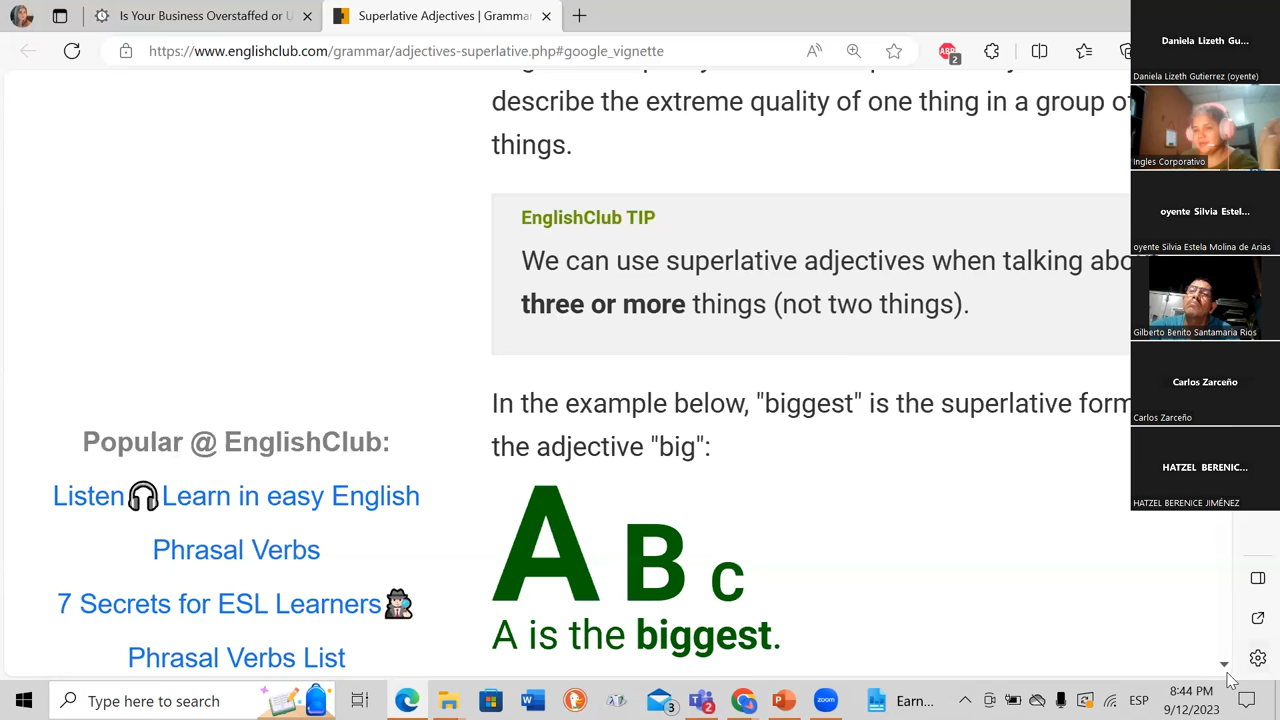 Is Your Business Overstaffed or U
Superlative Adjectives | Gramma
https://www.englishclub.com/grammar/adjectives-superlative.php#google_vignette
ABP
2
describe the extreme quality of one thing in a group of
things.
EnglishClub TIP
We can use superlative adjectives when talking abo
three or more things (not two things).
In the example below, "biggest" is the superlative form
the adjective "big":
A B C
A is the biggest.
Popular @ EnglishClub:
Listen Learn in easy English
Phrasal Verbs
7 Secrets for ESL Learners
Phrasal Verbs List
Daniela Lizeth Gu...
Daniela Lizeth Gutierrez (oyente)
Ingles Corporativo
oyente Silvia Estel...
oyente Silvia Estela Molina de Arias
Gilberto Benito Santamaria Rios
Carlos Zarceño
Carlos Zarceño
HATZEL BERENIC...
HATZEL BERENICE JIMÉNEZ
Type here to search
3
2
zoom
Earn...
ESP
8:44 PM
9/12/2023